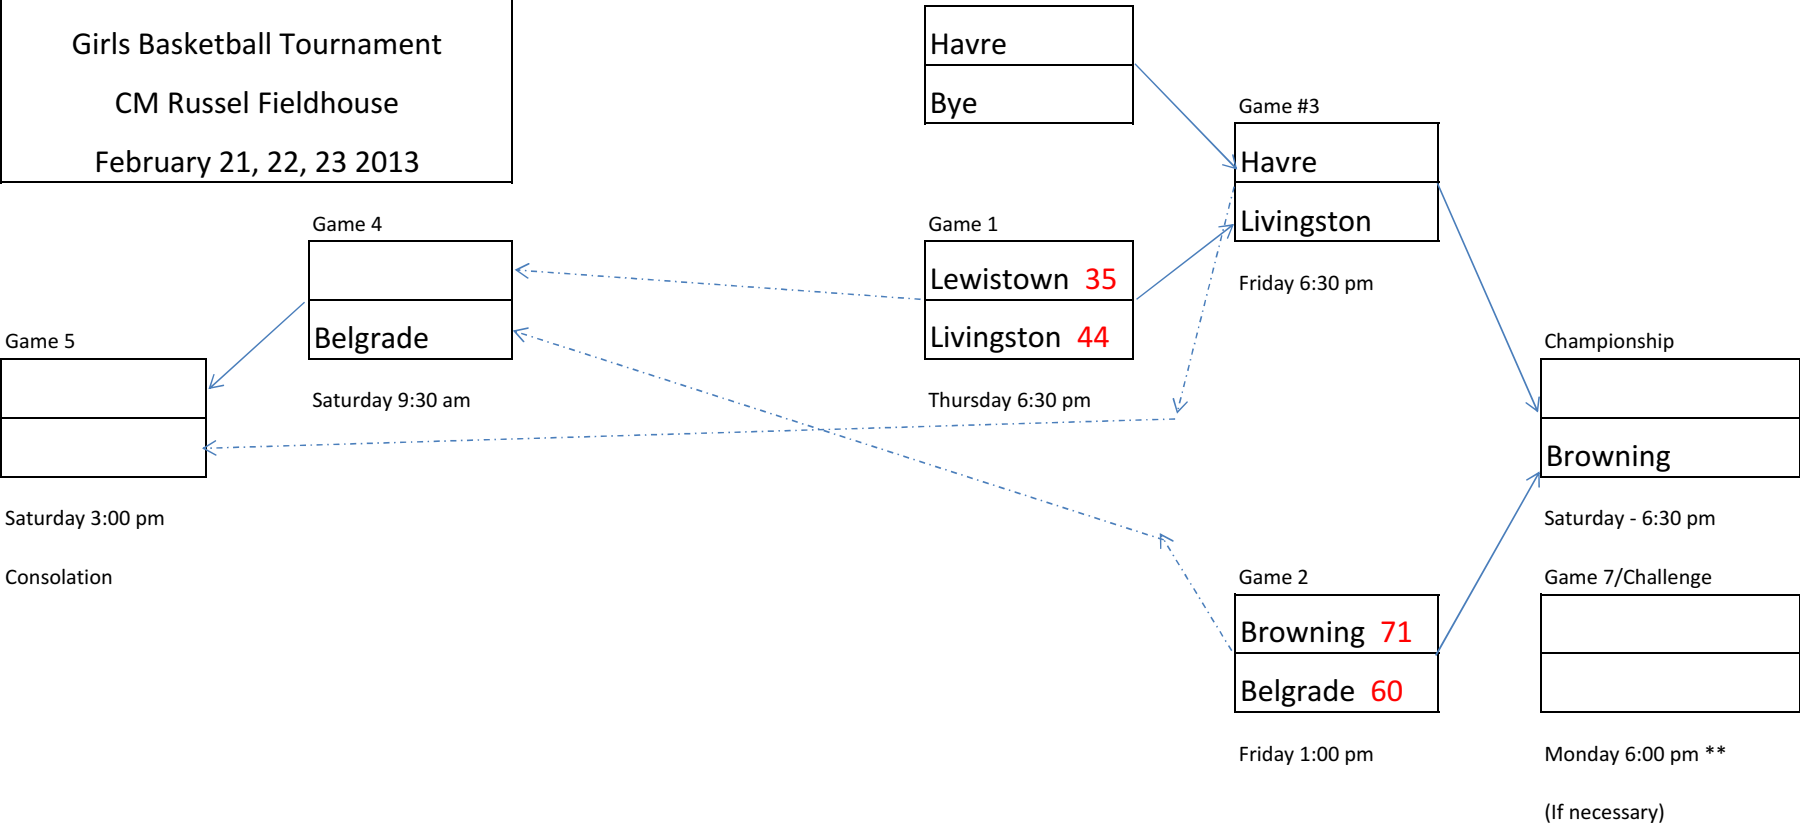 Girls Basketball Tournament
CM Russel Fieldhouse
February 21, 22, 23 2013
Havre
Bye
Game #3
Havre
Livingston
Friday 6:30 pm
Game 4
Belgrade
Saturday 9:30 am
Game 1
Lewistown 35
Livingston 44
Thursday 6:30 pm
Game 5
Saturday 3:00 pm
Consolation
Championship
Browning
Saturday - 6:30 pm
Game 2
Browning 71
Belgrade 60
Friday 1:00 pm
Game 7/Challenge
Monday 6:00 pm **
(If necessary)